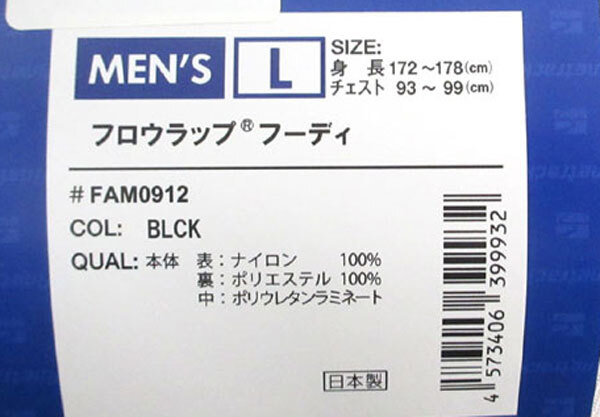 MEN'S L SIZE:
身 長 172～178(cm)
チェスト 93 ～ 99(cm)
フロウラップ®フーディ
# FAM0912
COL: BLCK
QUAL: 本体 表：ナイロン 100%
裏：ポリエステル 100%
中：ポリウレタンラミネート
日本製
4 573406 399932